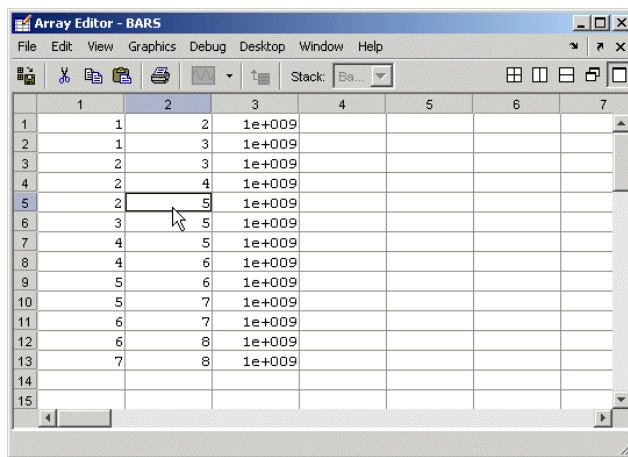 Array Editor - BARS
File Edit View Graphics Debug Desktop Window Help
Stack: Ba...
1 2 3 4 5 6 7
1 1 2 1e+009
2 1 3 1e+009
3 2 3 1e+009
4 2 4 1e+009
5 2 5 1e+009
6 3 5 1e+009
7 4 5 1e+009
8 4 6 1e+009
9 5 6 1e+009
10 5 7 1e+009
11 6 7 1e+009
12 6 8 1e+009
13 7 8 1e+009
14
15